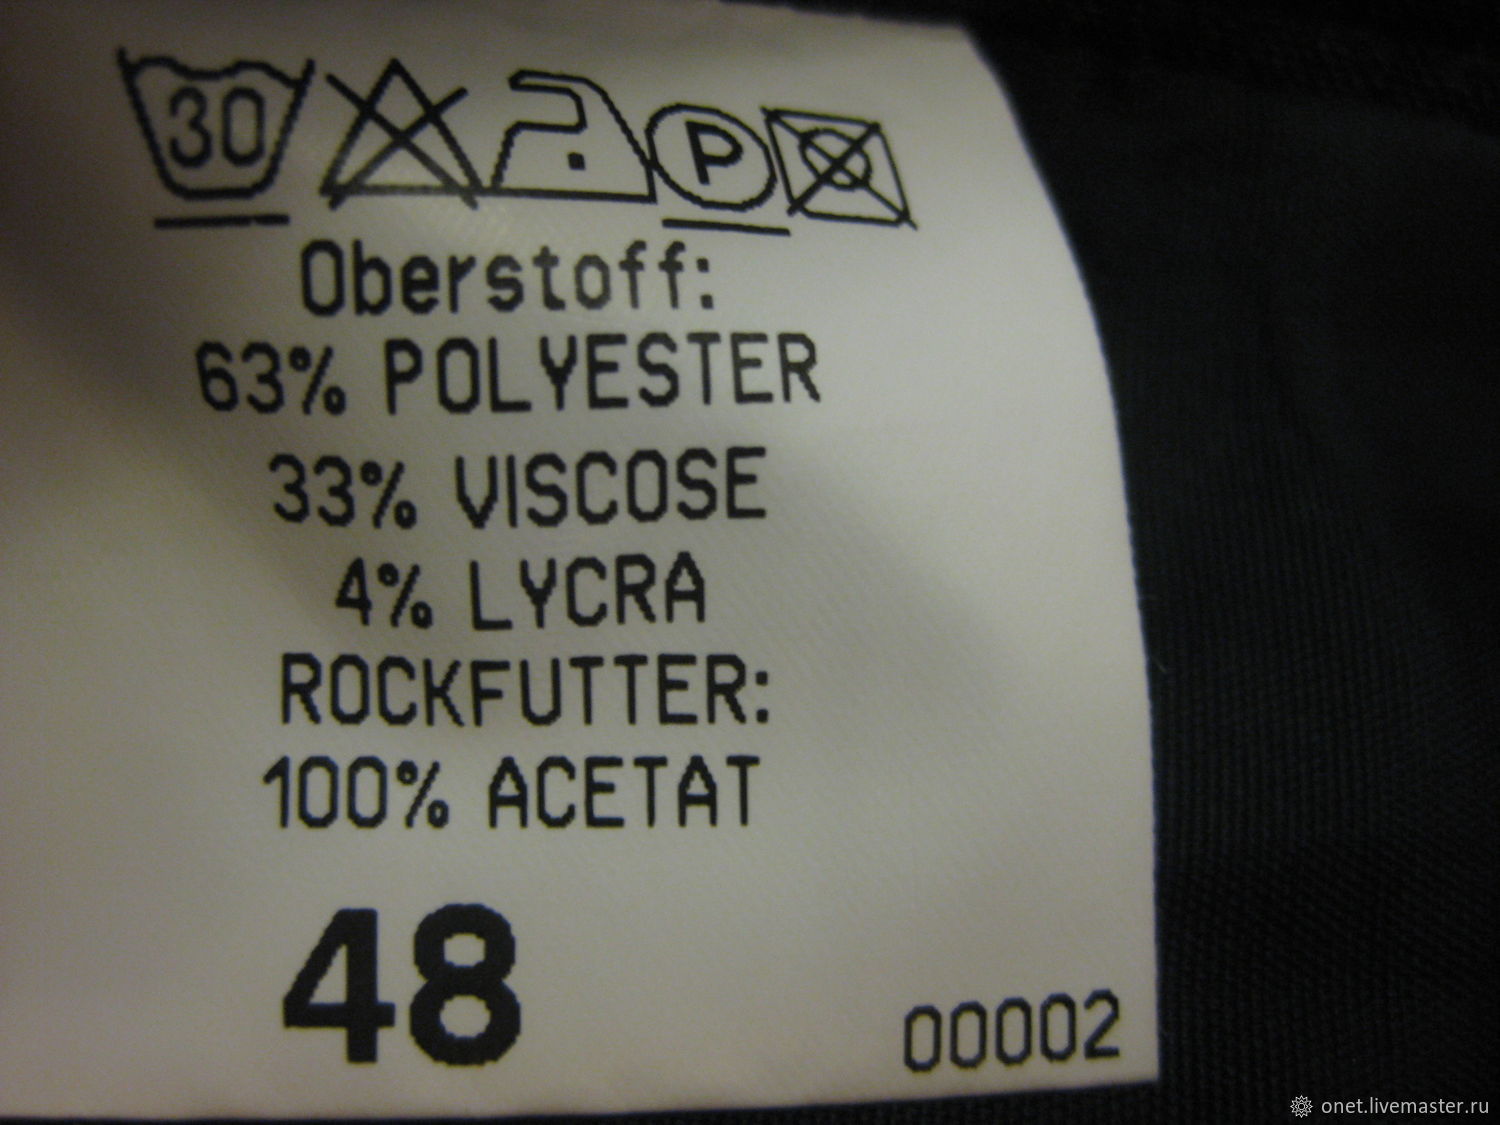 30
P
Oberstoff:
63% POLYESTER
33% VISCOSE
4% LYCRA
ROCKFUTTER:
100% ACETAT
48
00002
onet.livemaster.ru